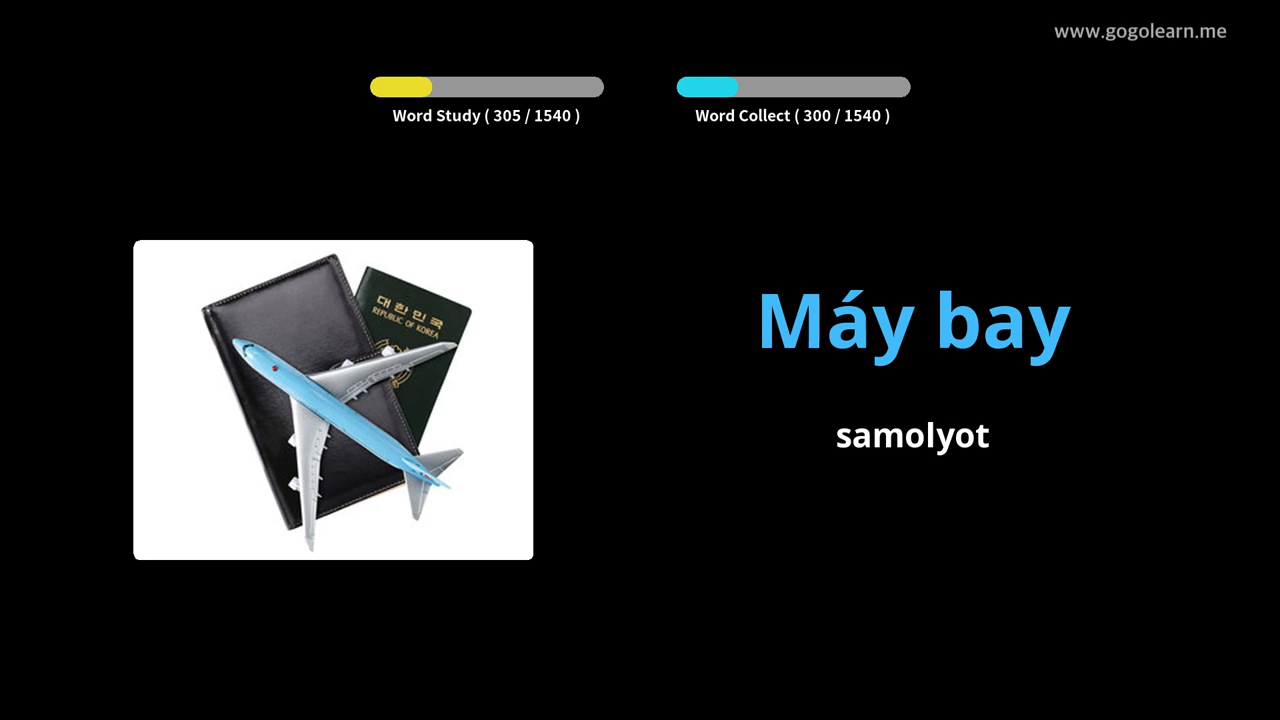 www.gogolearn.me
Word Study ( 305 / 1540 )
Word Collect ( 300 / 1540 )
대한민국
REPUBLIC OF KOREA
Máy bay
samolyot